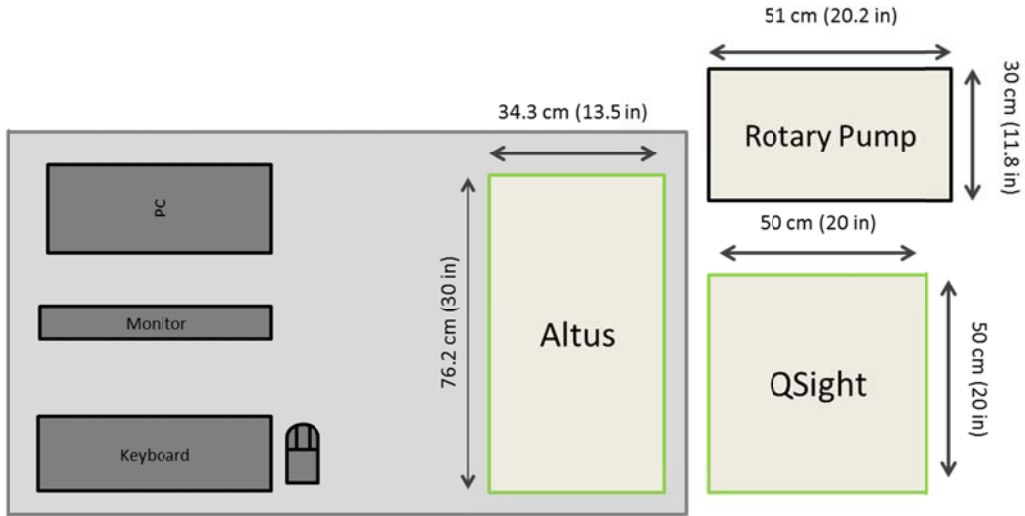 51 cm (20.2 in)
30 cm (11.8 in)
Rotary Pump
34.3 cm (13.5 in)
PC
50 cm (20 in)
76.2 cm (30 in)
Monitor
Altus
QSight
50 cm (20 in)
Keyboard